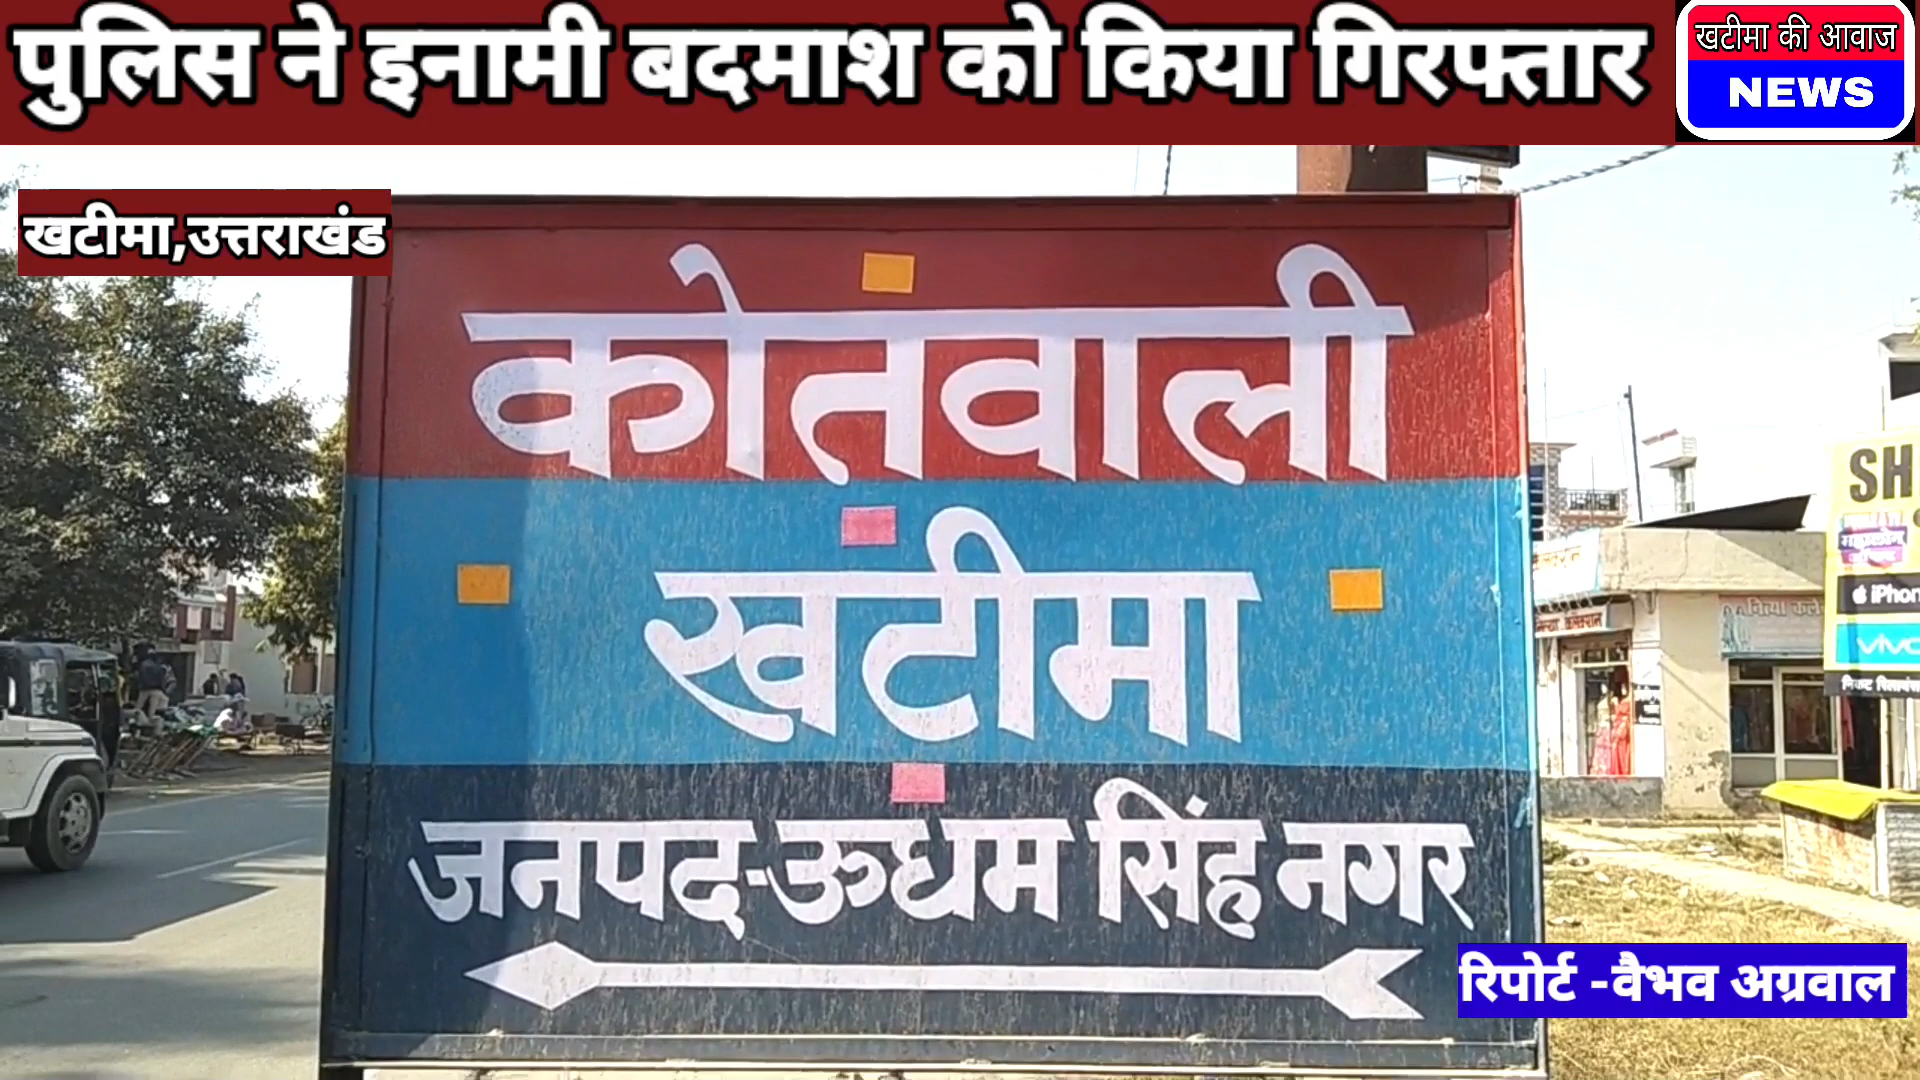 पुलिस ने इनामी बदमाश को किया गिरफ्तार
खटीमा की आवाज
NEWS
खटीमा,उत्तराखंड
कोतवाली
खटीमा
जनपद-ऊधम सिंह नगर
SH
iPhon
vivo
निकट
रिपोर्ट -वैभव अग्रवाल